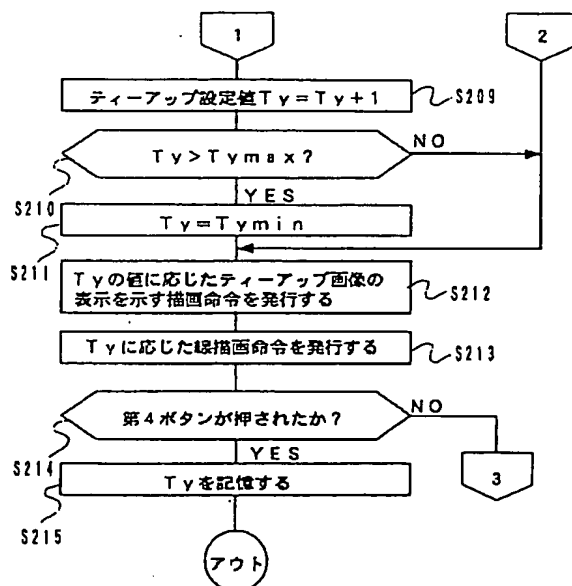 1
2
ティーアップ設定値Ty=Ty+1
S209
Ty>Tymax?
NO
S210
YES
Ty=Tymin
S211
Tyの値に応じたティーアップ画像の
表示を示す描画命令を発行する
S212
Tyに応じた線描画命令を発行する
S213
第4ボタンが押されたか?
NO
S214
YES
3
Tyを記憶する
S215
アウト